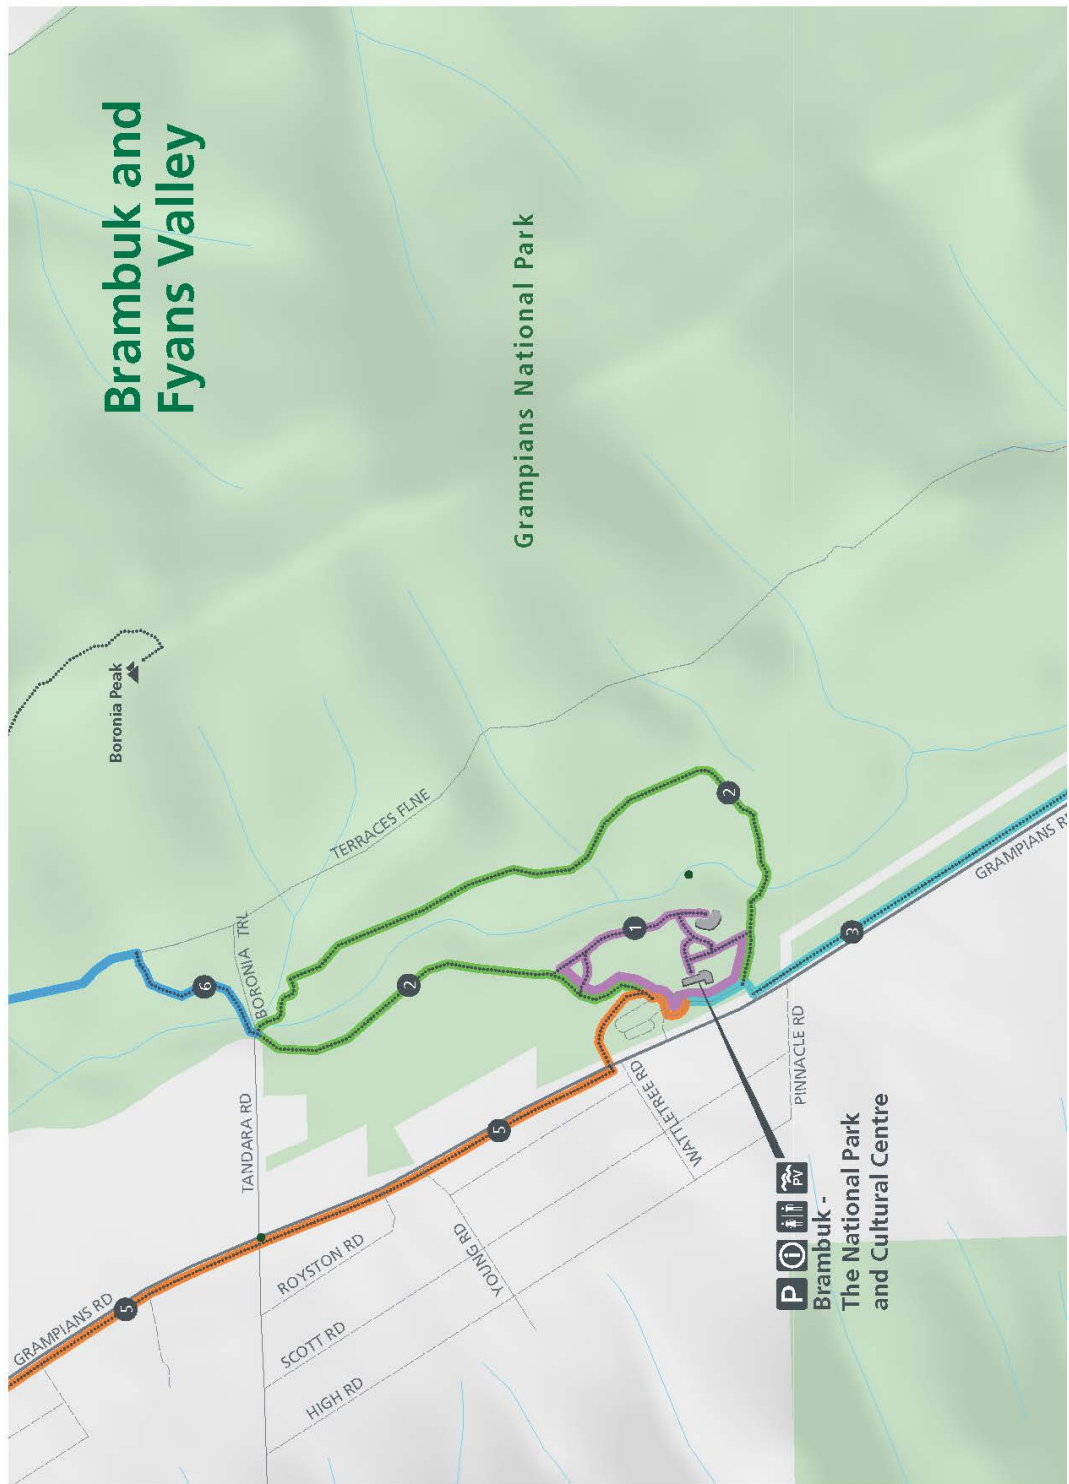 Brambuk and
Fyans Valley
Grampians National Park
Boronia Peak
TERRACES FLNE
BORONIA TRL
6
2
2
1
3
5
5
TANDARA RD
GRAMPIANS RD
GRAMPIANS RD
ROYSTON RD
YOUNG RD
SCOTT RD
HIGH RD
WATTLETREE RD
PINNACLE RD
P i PV
Brambuk -
The National Park
and Cultural Centre